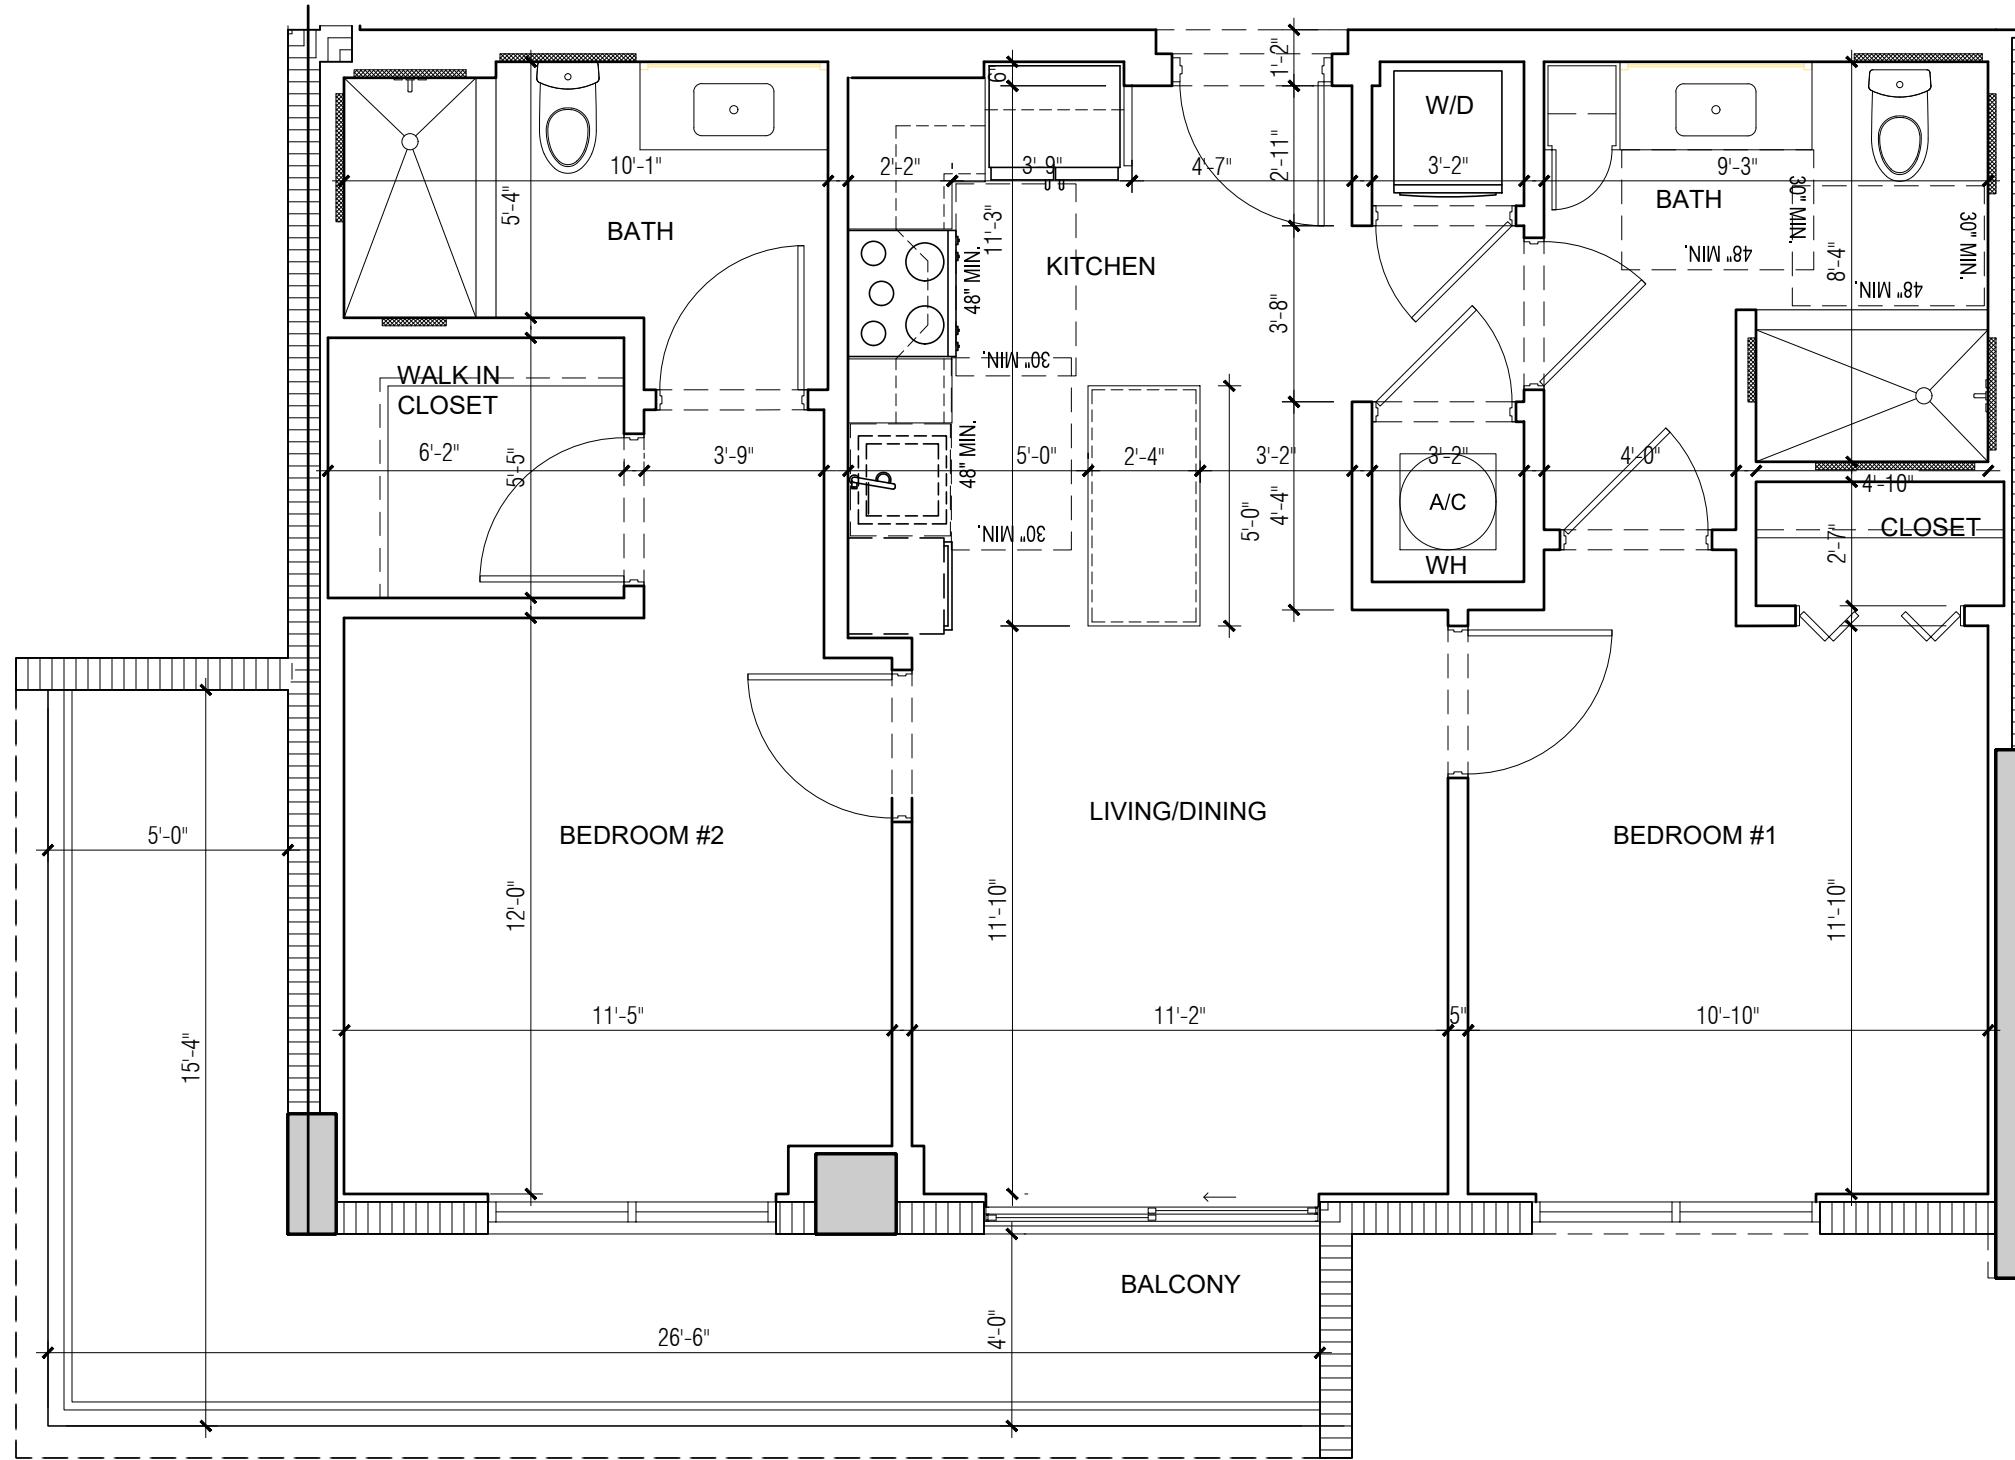 1'-2"
6"
W/D
2'-11"
10'-1"
2'-2"
3'-9"
4'-7"
3'-2"
9'-3"
5'-4"
BATH
11'-3"
BATH
30" MIN.
30" MIN.
48" MIN.
KITCHEN
48" MIN.
8'-4"
48" MIN.
3'-8"
30" MIN.
WALK IN
CLOSET
6'-2"
5'-5"
3'-9"
48" MIN.
5'-0"
2'-4"
3'-2"
3'-2"
4'-0"
4'-10"
A/C
4'-4"
5'-0"
30" MIN.
CLOSET
2'-7"
WH
LIVING/DINING
5'-0"
BEDROOM #2
BEDROOM #1
12'-0"
11'-10"
11'-10"
11'-5"
11'-2"
5"
10'-10"
15'-4"
BALCONY
26'-6"
4'-0"